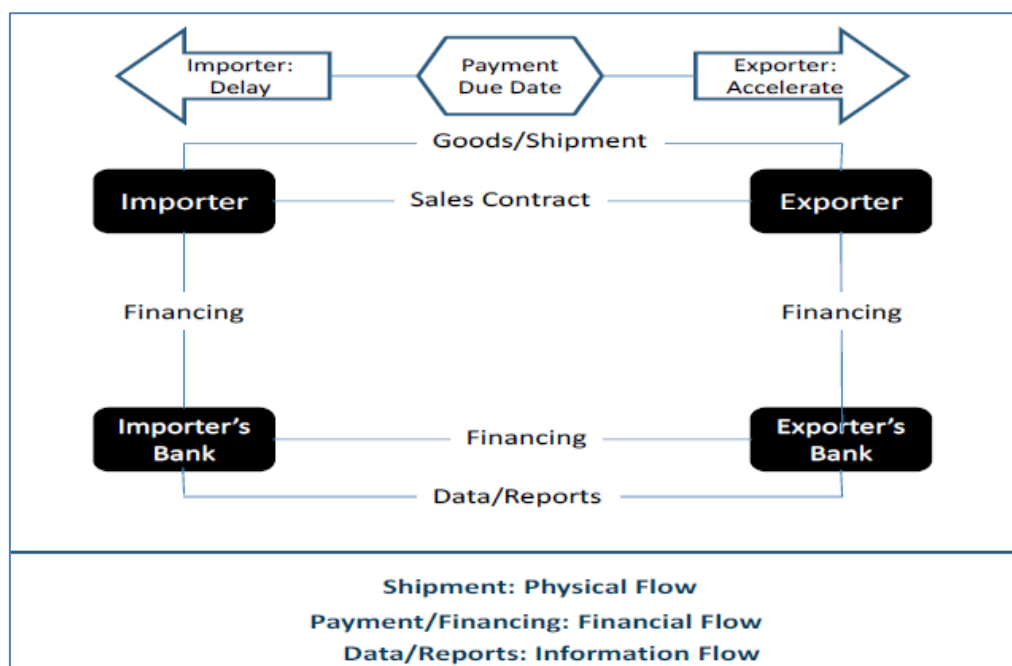 Importer:
Delay
Payment
Due Date
Exporter:
Accelerate
Goods/Shipment
Importer
Sales Contract
Exporter
Financing
Financing
Importer's
Bank
Financing
Exporter's
Bank
Data/Reports
Shipment: Physical Flow
Payment/Financing: Financial Flow
Data/Reports: Information Flow